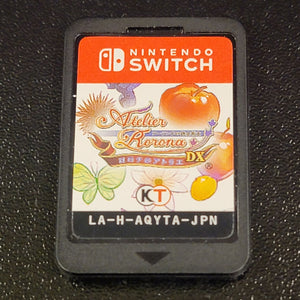 NINTENDO
SWITCH
Atelier
Rorona
DX
KT
LA-H-AQYTA-JPN